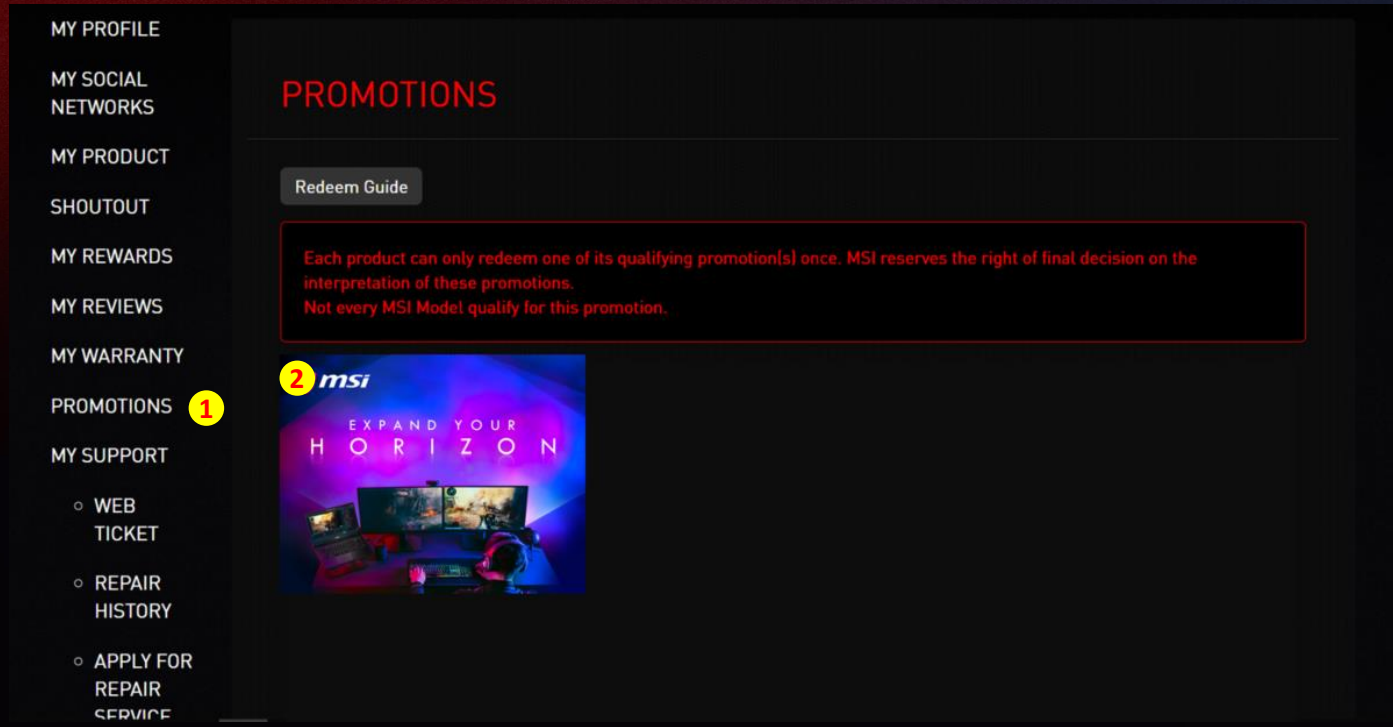 MY PROFILE
MY SOCIAL
NETWORKS
MY PRODUCT
SHOUTOUT
MY REWARDS
MY REVIEWS
MY WARRANTY
PROMOTIONS 1
MY SUPPORT
WEB
TICKET
REPAIR
HISTORY
APPLY FOR
REPAIR
SERVICE
PROMOTIONS
Redeem Guide
Each product can only redeem one of its qualifying promotion(s) once. MSI reserves the right of final decision on the
interpretation of these promotions.
Not every MSI Model qualify for this promotion.
2 msi
EXPAND YOUR
HORIZON